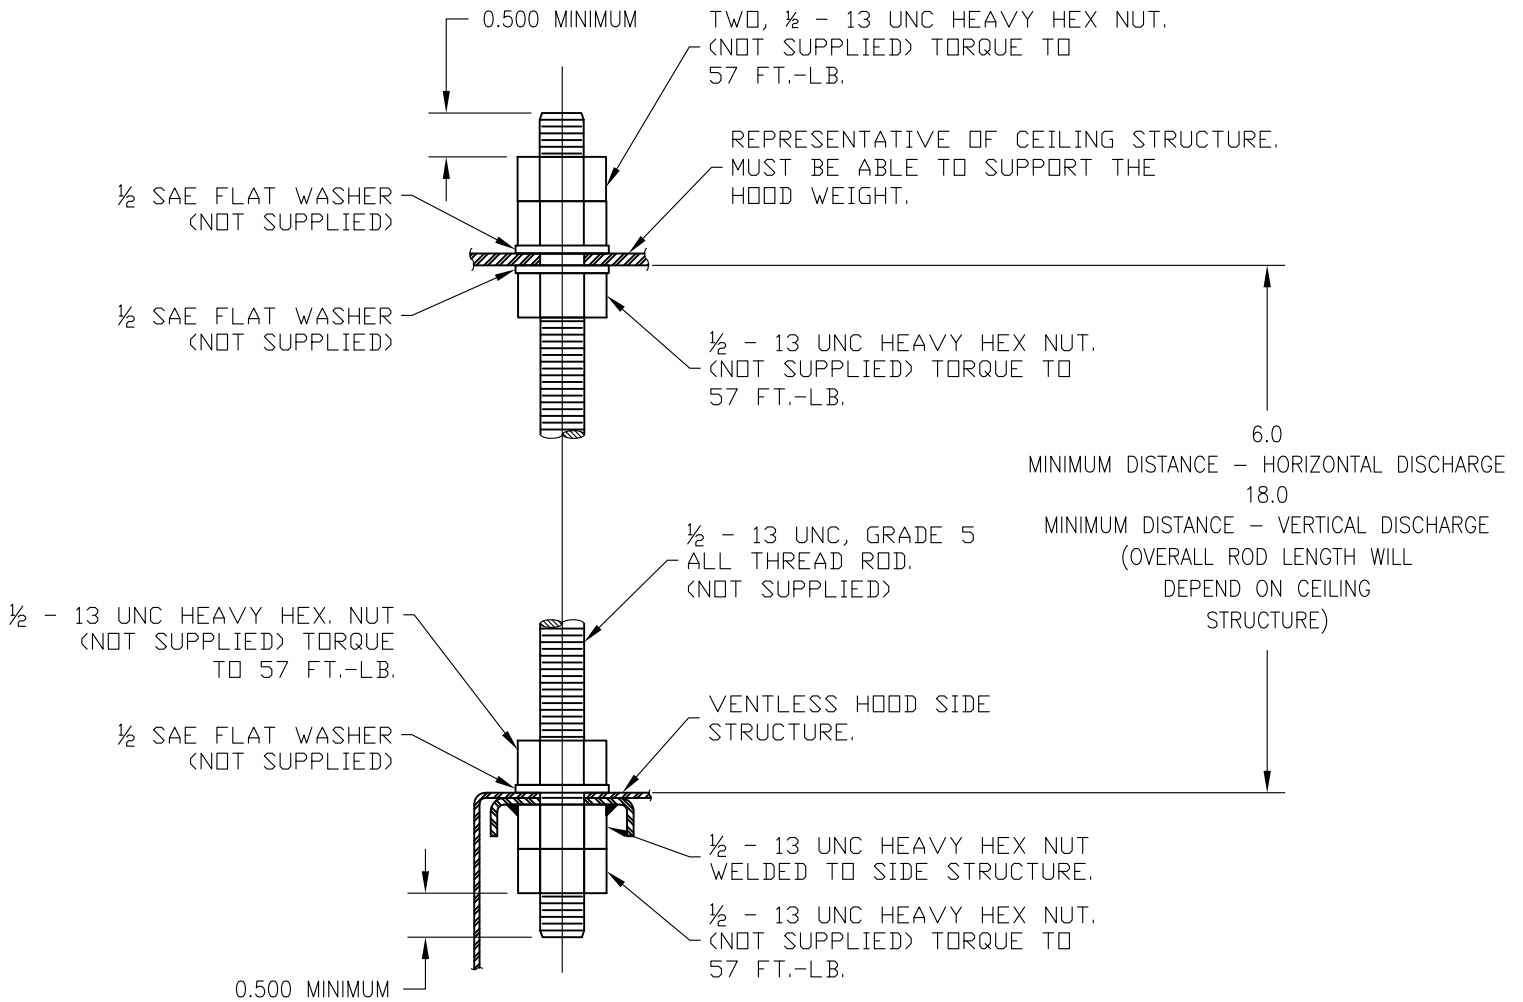 0.500 MINIMUM
TWO, ½ - 13 UNC HEAVY HEX NUT.
(NOT SUPPLIED) TORQUE TO
57 FT.-LB.
REPRESENTATIVE OF CEILING STRUCTURE.
MUST BE ABLE TO SUPPORT THE
HOOD WEIGHT.
½ SAE FLAT WASHER
(NOT SUPPLIED)
½ SAE FLAT WASHER
(NOT SUPPLIED)
½ - 13 UNC HEAVY HEX NUT.
(NOT SUPPLIED) TORQUE TO
57 FT.-LB.
6.0
MINIMUM DISTANCE - HORIZONTAL DISCHARGE
18.0
MINIMUM DISTANCE - VERTICAL DISCHARGE
(OVERALL ROD LENGTH WILL
DEPEND ON CEILING
STRUCTURE)
½ - 13 UNC, GRADE 5
ALL THREAD ROD.
(NOT SUPPLIED)
½ - 13 UNC HEAVY HEX. NUT
(NOT SUPPLIED) TORQUE
TO 57 FT.-LB.
½ SAE FLAT WASHER
(NOT SUPPLIED)
VENTLESS HOOD SIDE
STRUCTURE.
½ - 13 UNC HEAVY HEX NUT
WELDED TO SIDE STRUCTURE.
½ - 13 UNC HEAVY HEX NUT.
(NOT SUPPLIED) TORQUE TO
57 FT.-LB.
0.500 MINIMUM